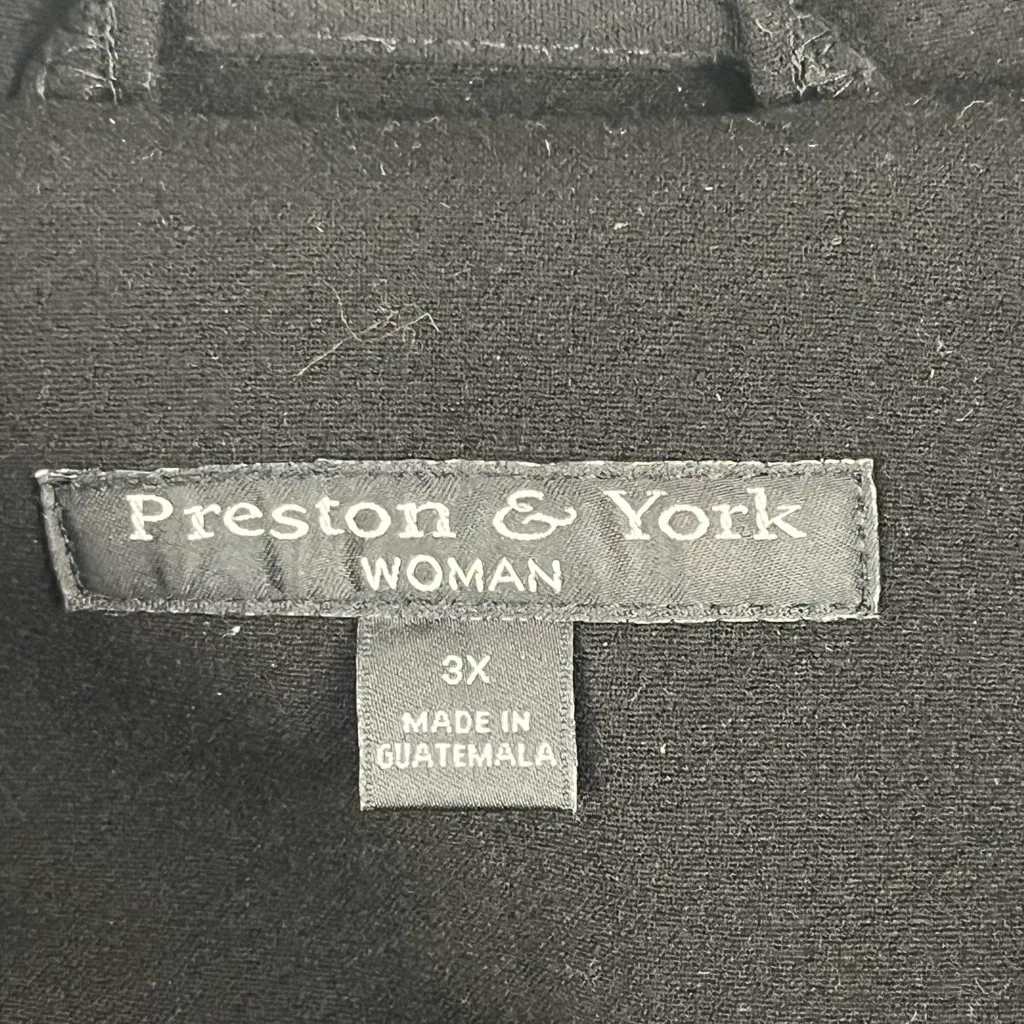 Preston & York
WOMAN
3X
MADE IN
GUATEMALA